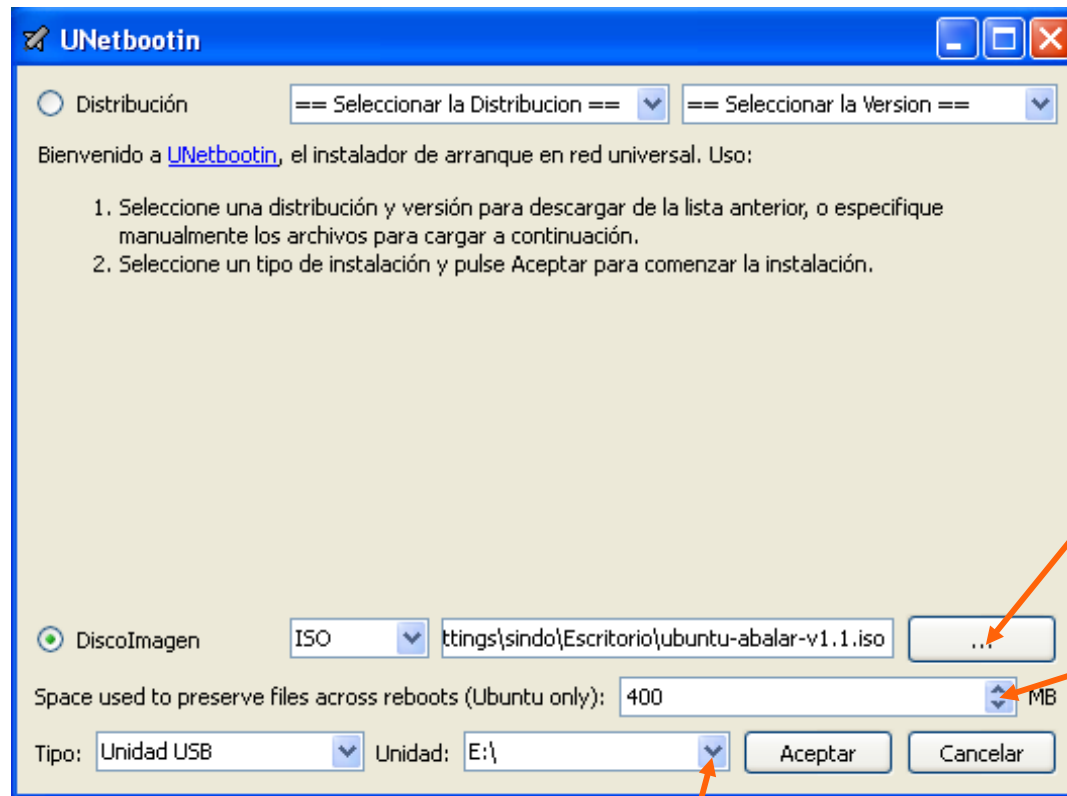 UNetbootin
Distribución == Seleccionar la Distribucion == == Seleccionar la Version ==
Bienvenido a UNetbootin, el instalador de arranque en red universal. Uso:
1. Seleccione una distribución y versión para descargar de la lista anterior, o especifique
manualmente los archivos para cargar a continuación.
2. Seleccione un tipo de instalación y pulse Aceptar para comenzar la instalación.
DiscoImagen ISO ttings\sindo\Escritorio\ubuntu-abalar-v1.1.iso ...
Space used to preserve files across reboots (Ubuntu only): 400 MB
Tipo: Unidad USB Unidad: E:\ Aceptar Cancelar